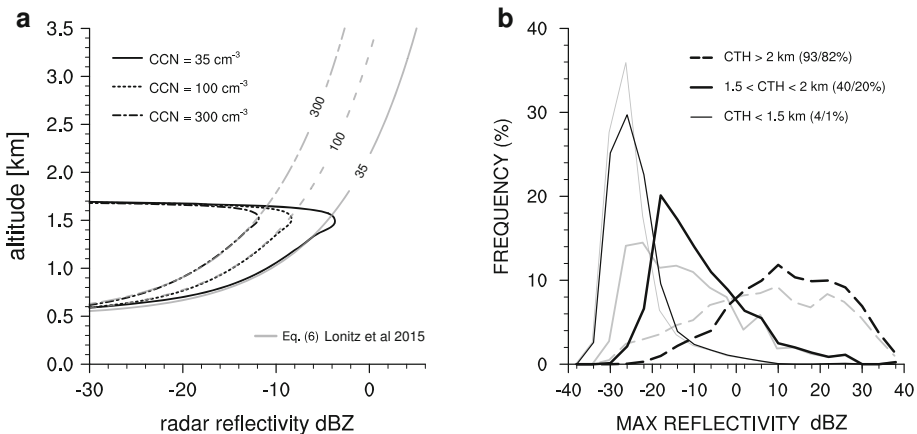 a
3.5
3.0
2.5
2.0
1.5
1.0
0.5
0.0
altitude [km]
CCN = 35 cm⁻³
CCN = 100 cm⁻³
CCN = 300 cm⁻³
300
100
35
Eq. (6) Lonitz et al 2015
-30 -20 -10 0
radar reflectivity dBZ
b
40
30
20
10
0
FREQUENCY (%)
CTH > 2 km (93/82%)
1.5 < CTH < 2 km (40/20%)
CTH < 1.5 km (4/1%)
-40 -30 -20 -10 0 10 20 30 40
MAX REFLECTIVITY dBZ